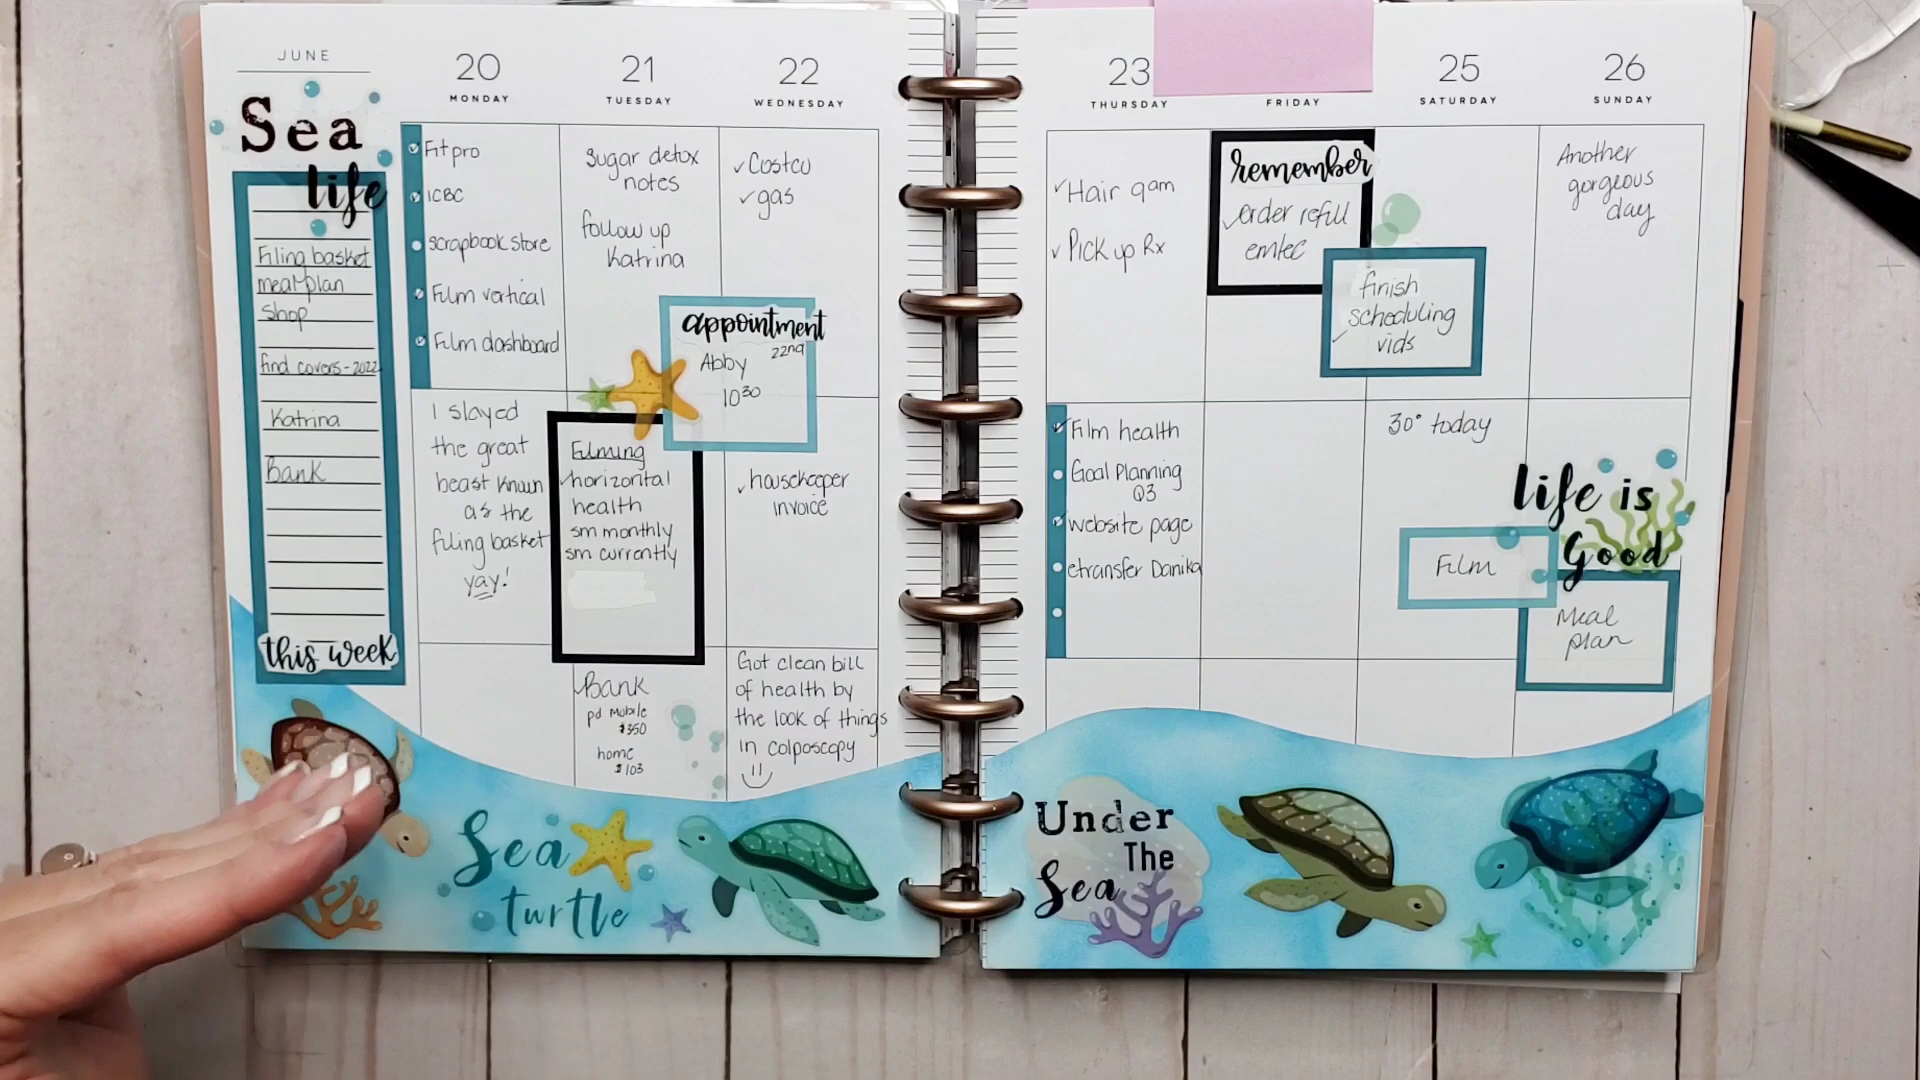 JUNE
Sea
life
Filing basket
meal plan
Shop
find covers-2022
Katrina
Bank
this week
20
MONDAY
Fitpro
ICBC
scrapbook store
Film vertical
Film dashboard
I slayed
the great
beast known
as the
filing basket
yay!
21
TUESDAY
Sugar detox
notes
follow up
Katrina
Filming
horizontal
health
sm monthly
sm currently
Bank
pd Mobile
$350
home
$103
22
WEDNESDAY
Costco
gas
appointment
22nd
Abby
10 30
housekeeper
invoice
Got clean bill
of health by
the look of things
in colposcopy
Sea
turtle
23
THURSDAY
Hair 9am
Pick up Rx
Film health
Goal Planning
Q3
website page
etransfer Danika
FRIDAY
remember
order refill
emtec
25
SATURDAY
finish
scheduling
vids
30° today
Film
26
SUNDAY
Another
gorgeous
day
life is
Good
Meal
plan
Under
The
Sea